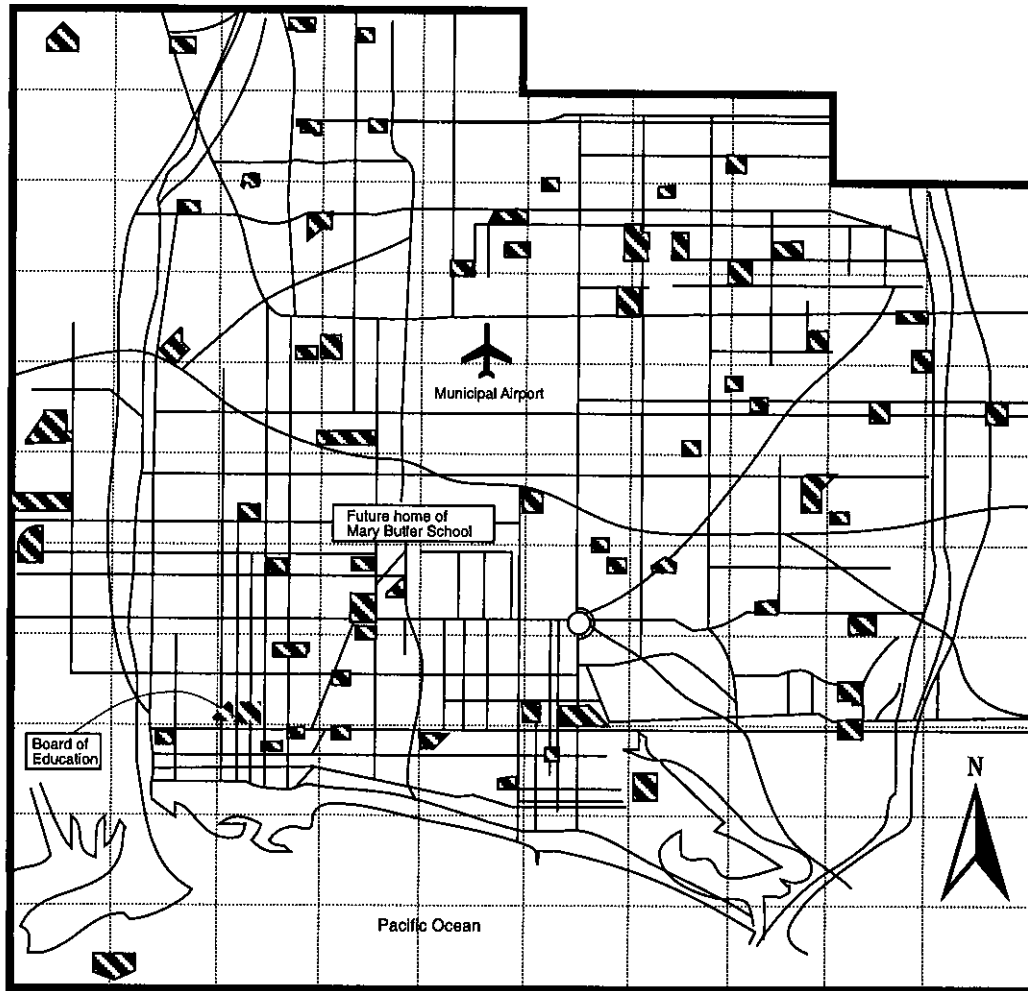 Municipal Airport
Future home of
Mary Butler School
Board of
Education
N
Pacific Ocean